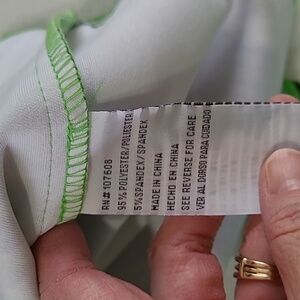 RN# 107608
95% POLYESTER/POLIÉSTER
5% SPANDEX/SPANDEX
MADE IN CHINA
HECHO EN CHINA
SEE REVERSE FOR CARE
VER AL DORSO PARA CUIDADO